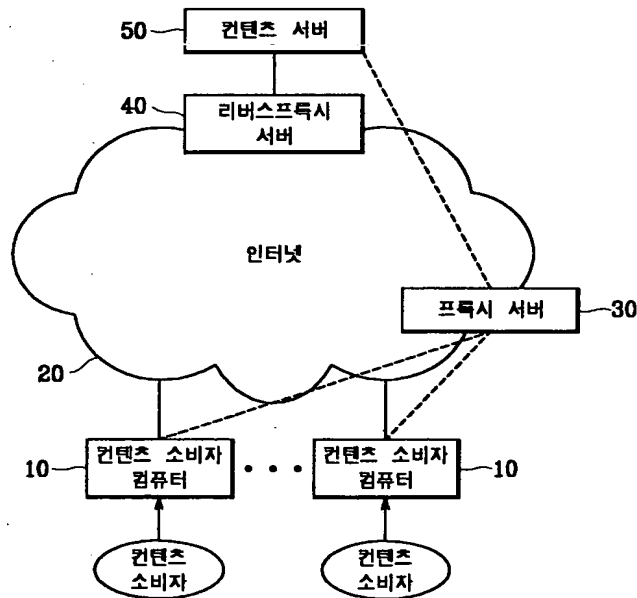 50
컨텐츠 서버
40
리버스프록시
서버
인터넷
프록시 서버
30
20
10
컨텐츠 소비자
컴퓨터
컨텐츠 소비자
컴퓨터
10
컨텐츠
소비자
컨텐츠
소비자